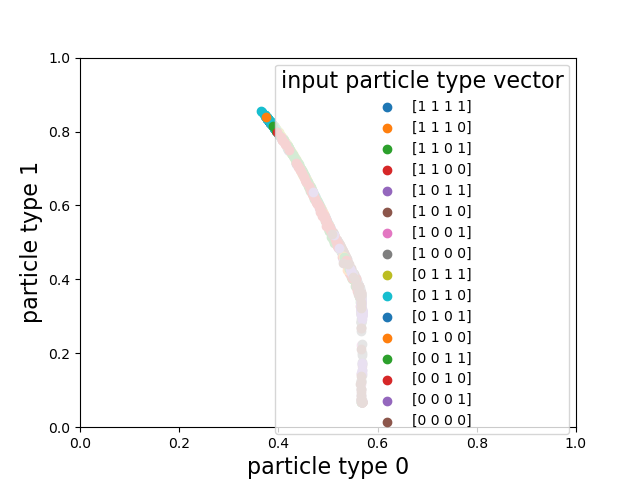 1.0
0.8
0.6
0.4
0.2
0.0
particle type 1
input particle type vector
[1 1 1 1]
[1 1 1 0]
[1 1 0 1]
[1 1 0 0]
[1 0 1 1]
[1 0 1 0]
[1 0 0 1]
[1 0 0 0]
[0 1 1 1]
[0 1 1 0]
[0 1 0 1]
[0 1 0 0]
[0 0 1 1]
[0 0 1 0]
[0 0 0 1]
[0 0 0 0]
0.0 0.2 0.4 0.6 0.8 1.0
particle type 0